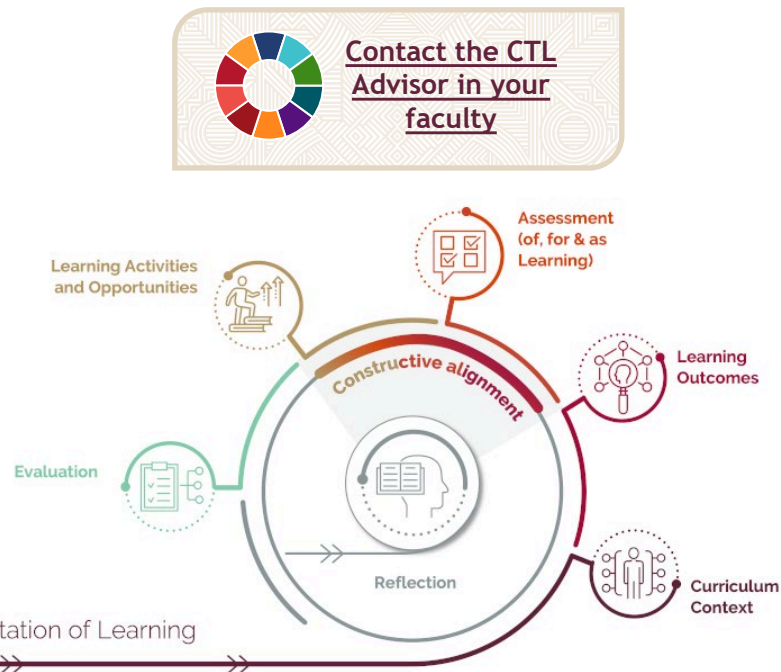 Contact the CTL
Advisor in your
faculty
Assessment
(of, for & as
Learning)
Learning Activities
and Opportunities
Constructive alignment
Learning
Outcomes
Evaluation
Reflection
Curriculum
Context
of Learning